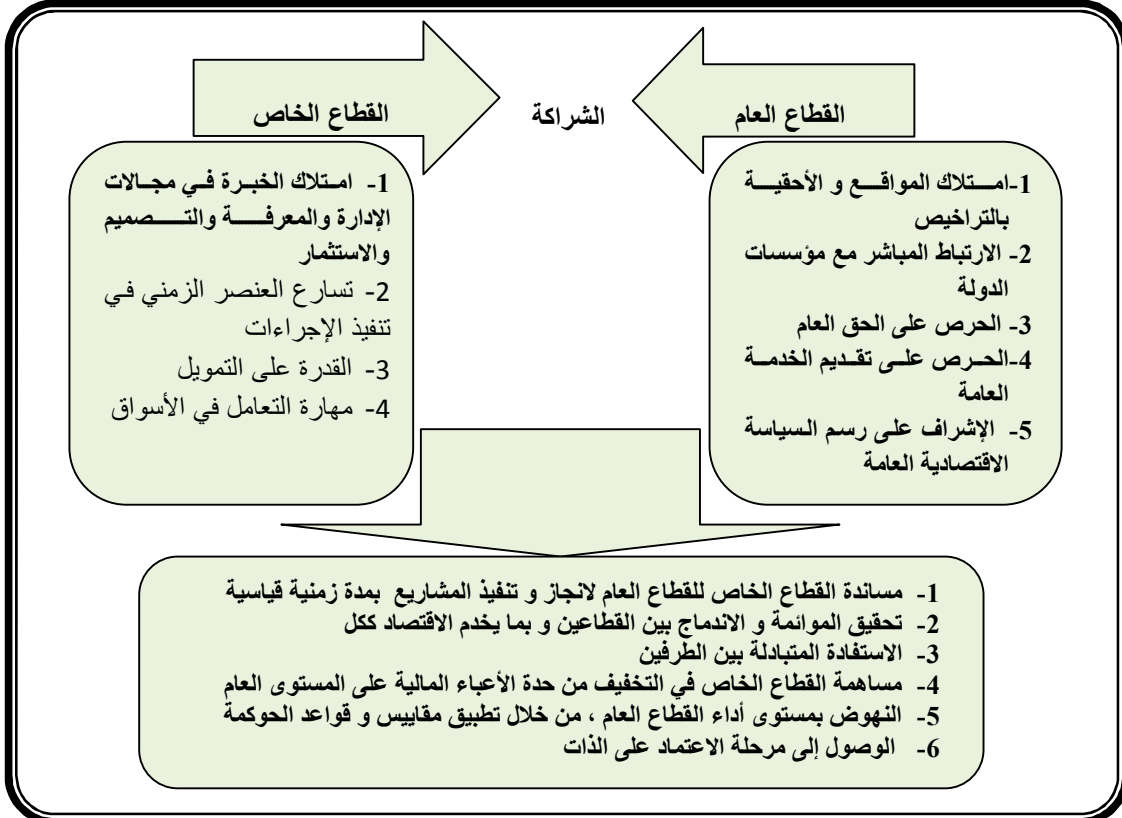 القطاع العام
الشراكة
القطاع الخاص
1-امتلاك المواقع و الأحقية
بالتراخيص
2- الارتباط المباشر مع مؤسسات
الدولة
3- الحرص على الحق العام
4-الحرص على تقديم الخدمة
العامة
5- الإشراف على رسم السياسة
الاقتصادية العامة
1- امتلاك الخبرة في مجالات
الإدارة والمعرفة والتصميم
والاستثمار
2- تسارع العنصر الزمني في
تنفيذ الإجراءات
3- القدرة على التمويل
4- مهارة التعامل في الأسواق
1- مساندة القطاع الخاص للقطاع العام لانجاز و تنفيذ المشاريع بمدة زمنية قياسية
2- تحقيق الموائمة و الاندماج بين القطاعين و بما يخدم الاقتصاد ككل
3- الاستفادة المتبادلة بين الطرفين
4- مساهمة القطاع الخاص في التخفيف من حدة الأعباء المالية على المستوى العام
5- النهوض بمستوى أداء القطاع العام ، من خلال تطبيق مقاييس و قواعد الحوكمة
6- الوصول إلى مرحلة الاعتماد على الذات